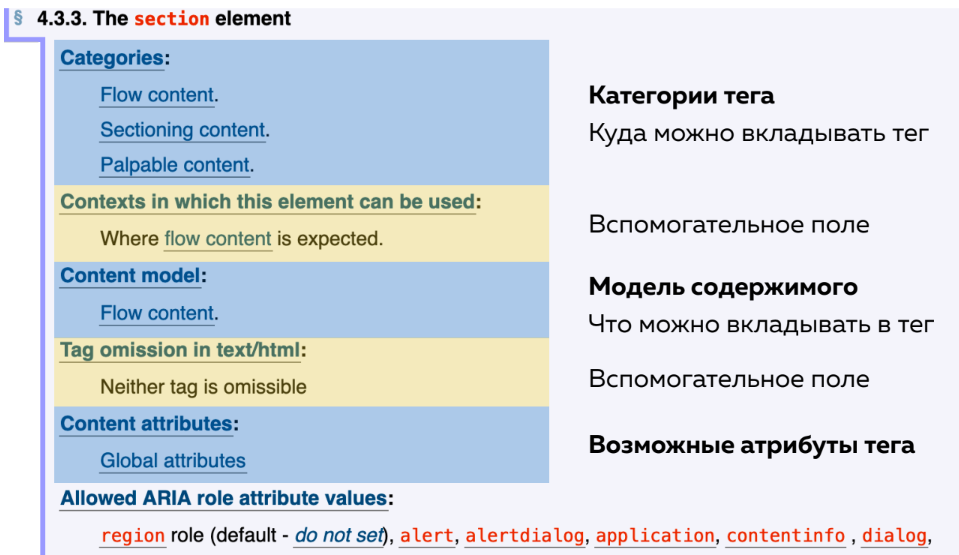 § 4.3.3. The section element
Categories:
Flow content.
Sectioning content.
Palpable content.
Категории тега
Куда можно вкладывать тег
Contexts in which this element can be used:
Where flow content is expected.
Вспомогательное поле
Content model:
Flow content.
Модель содержимого
Что можно вкладывать в тег
Tag omission in text/html:
Neither tag is omissible
Вспомогательное поле
Content attributes:
Global attributes
Возможные атрибуты тега
Allowed ARIA role attribute values:
region role (default - do not set), alert, alertdialog, application, contentinfo , dialog,